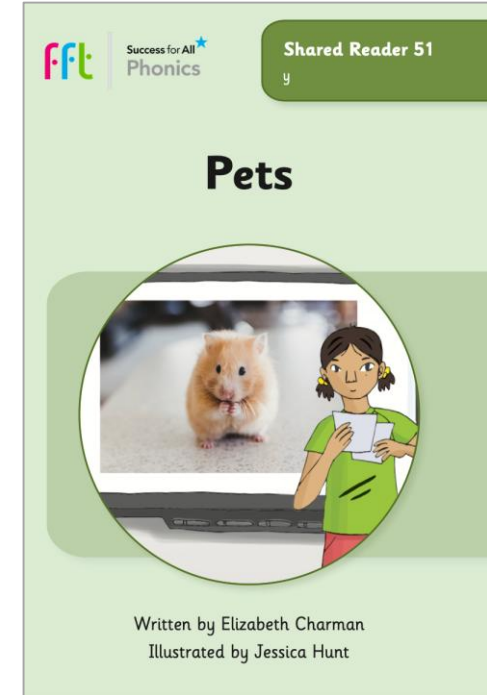 fft
Success for All
Phonics
Shared Reader 51
y
Pets
Written by Elizabeth Charman
Illustrated by Jessica Hunt